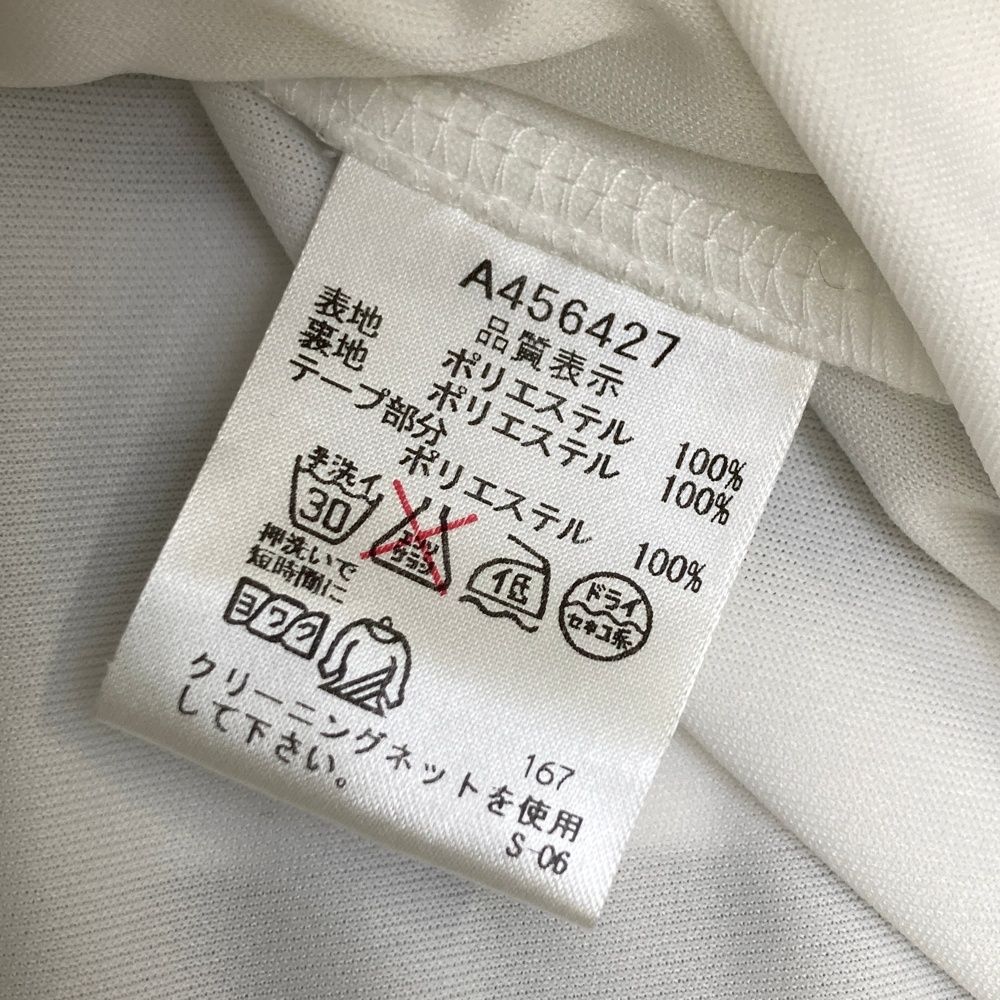 A456427
品質表示
表地 ポリエステル 100%
裏地 ポリエステル 100%
テープ部分
ポリエステル 100%
手洗イ
30
エンソ
サラシ
低
ドライ
セキユ系
押洗いで
短時間に
ヨワク
クリーニングネットを使用
して下さい。
167
S-06